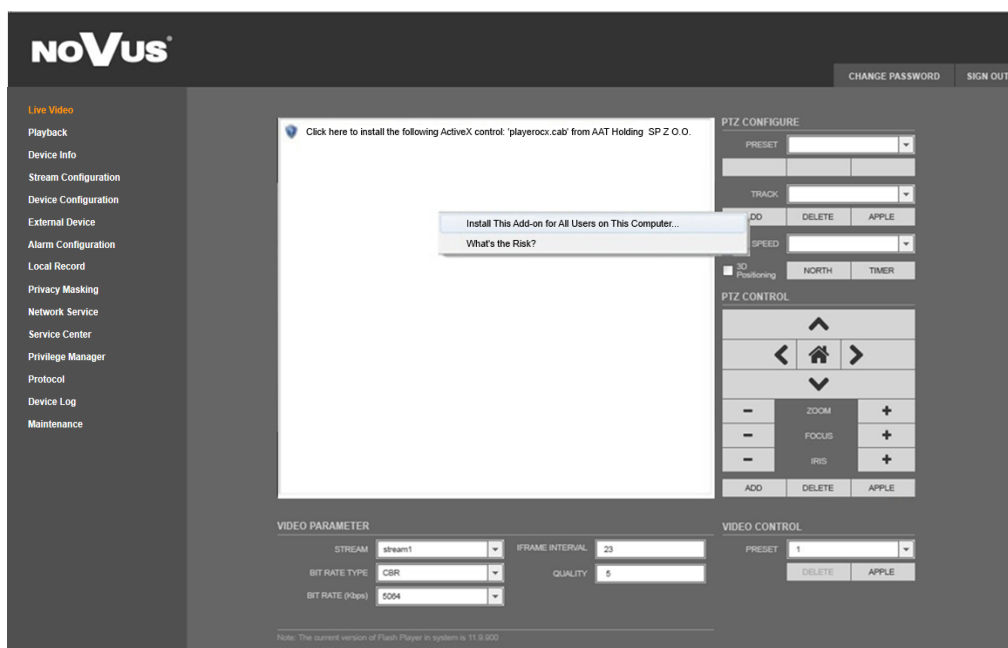 NOVUS
CHANGE PASSWORD SIGN OUT
Live Video
Playback
Device Info
Stream Configuration
Device Configuration
External Device
Alarm Configuration
Local Record
Privacy Masking
Network Service
Service Center
Privilege Manager
Protocol
Device Log
Maintenance
Click here to install the following ActiveX control: 'playerocx.cab' from AAT Holding SP Z O.O.
Install This Add-on for All Users on This Computer...
What's the Risk?
PTZ CONFIGURE
PRESET
TRACK
DD DELETE APPLE
SPEED
3D Positioning NORTH TIMER
PTZ CONTROL
- ZOOM +
- FOCUS +
- IRIS +
ADD DELETE APPLE
VIDEO PARAMETER
STREAM stream1 IFRAME INTERVAL 23
BIT RATE TYPE CBR QUALITY 5
BIT RATE (Kbps) 5064
VIDEO CONTROL
PRESET 1
DELETE APPLE
Note: The current version of Flash Player in system is 11.9.900